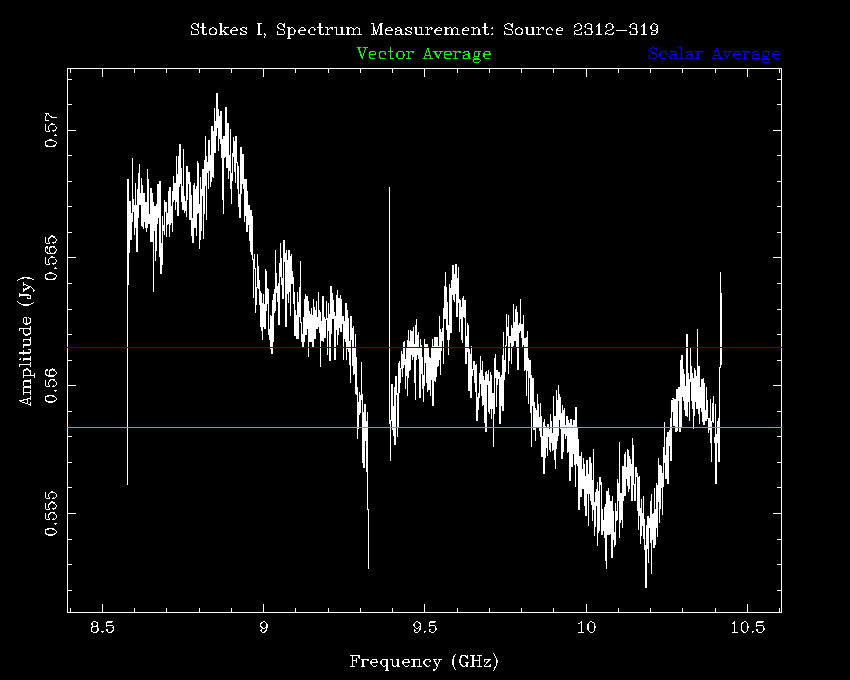 Stokes I, Spectrum Measurement: Source 2312−319
Vector Average Scalar Average
0.57
0.565
0.56
0.555
Amplitude (Jy)
8.5 9 9.5 10 10.5
Frequency (GHz)